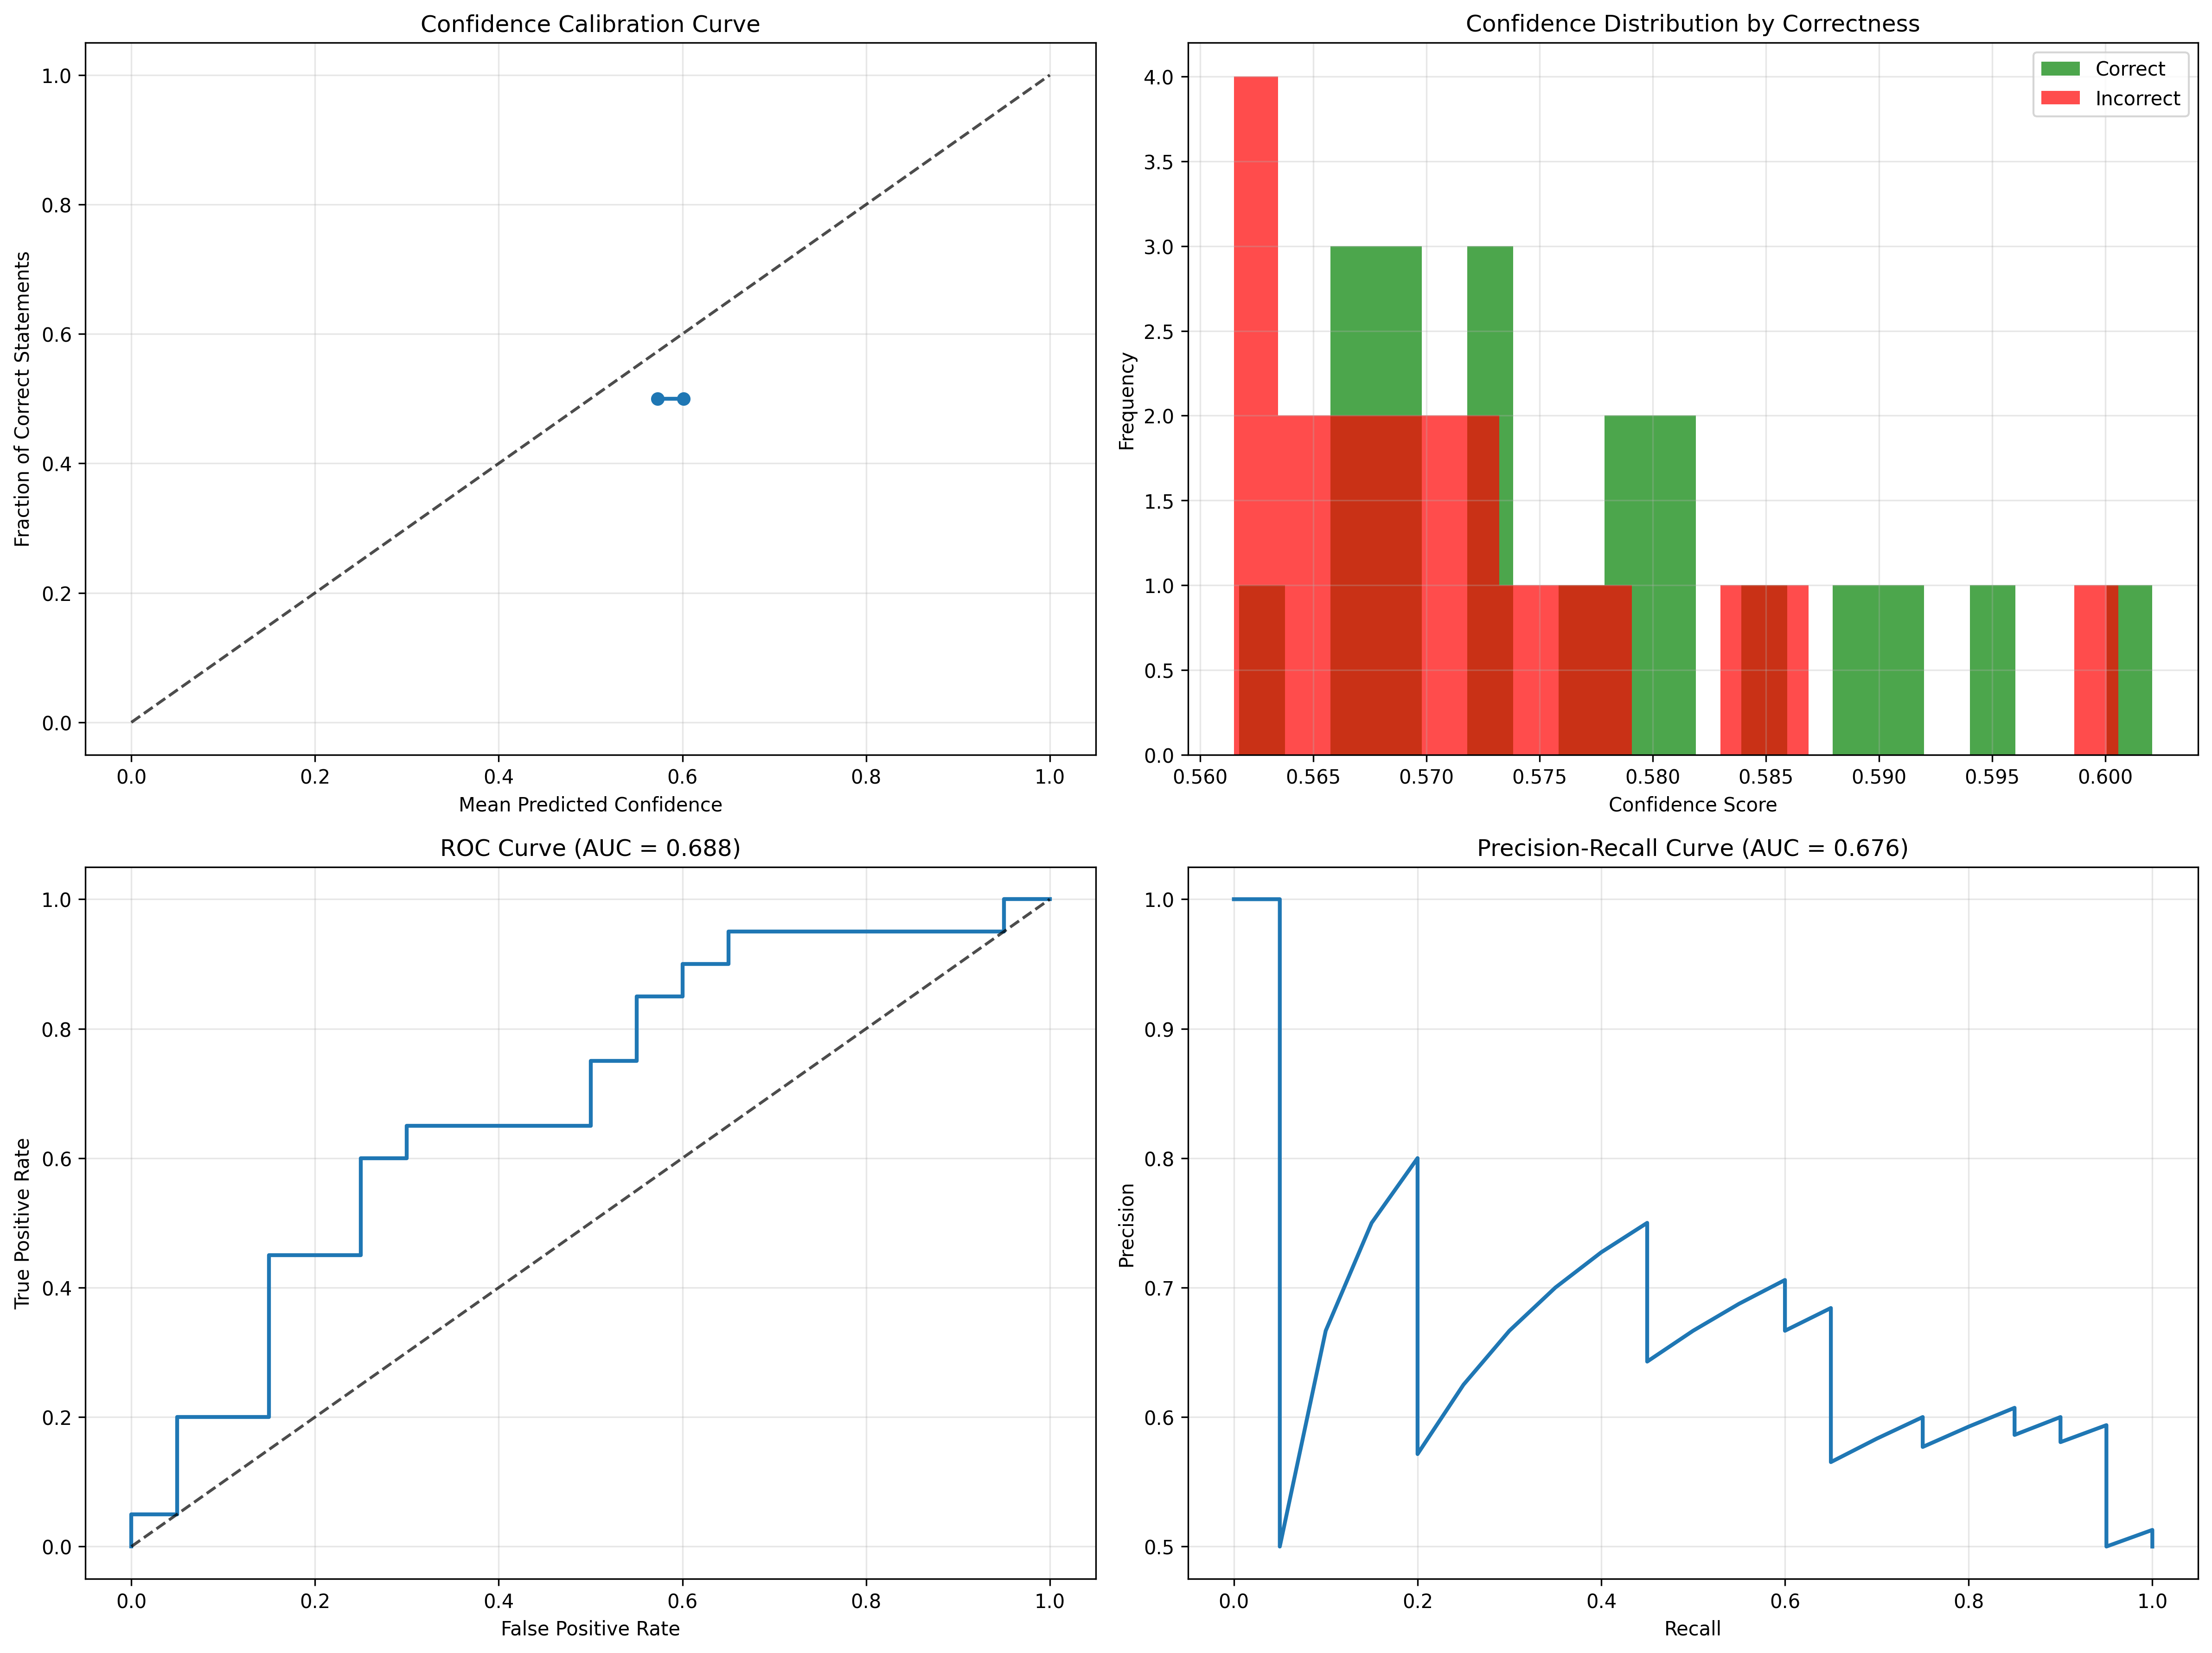 Confidence Calibration Curve
Fraction of Correct Statements
1.0
0.8
0.6
0.4
0.2
0.0
0.0 0.2 0.4 0.6 0.8 1.0
Mean Predicted Confidence
Confidence Distribution by Correctness
Correct
Incorrect
Frequency
4.0
3.5
3.0
2.5
2.0
1.5
1.0
0.5
0.0
0.560 0.565 0.570 0.575 0.580 0.585 0.590 0.595 0.600
Confidence Score
ROC Curve (AUC = 0.688)
True Positive Rate
1.0
0.8
0.6
0.4
0.2
0.0
0.0 0.2 0.4 0.6 0.8 1.0
False Positive Rate
Precision-Recall Curve (AUC = 0.676)
Precision
1.0
0.9
0.8
0.7
0.6
0.5
0.0 0.2 0.4 0.6 0.8 1.0
Recall